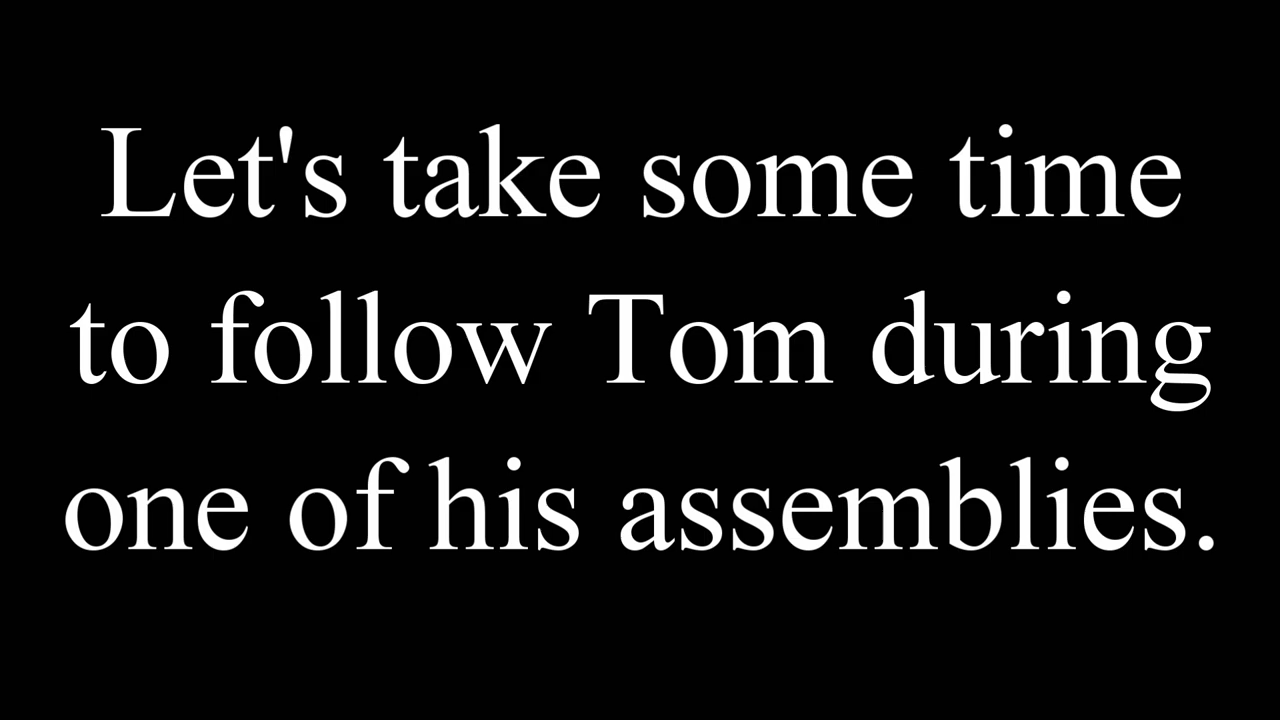 Let's take some time
to follow Tom during
one of his assemblies.